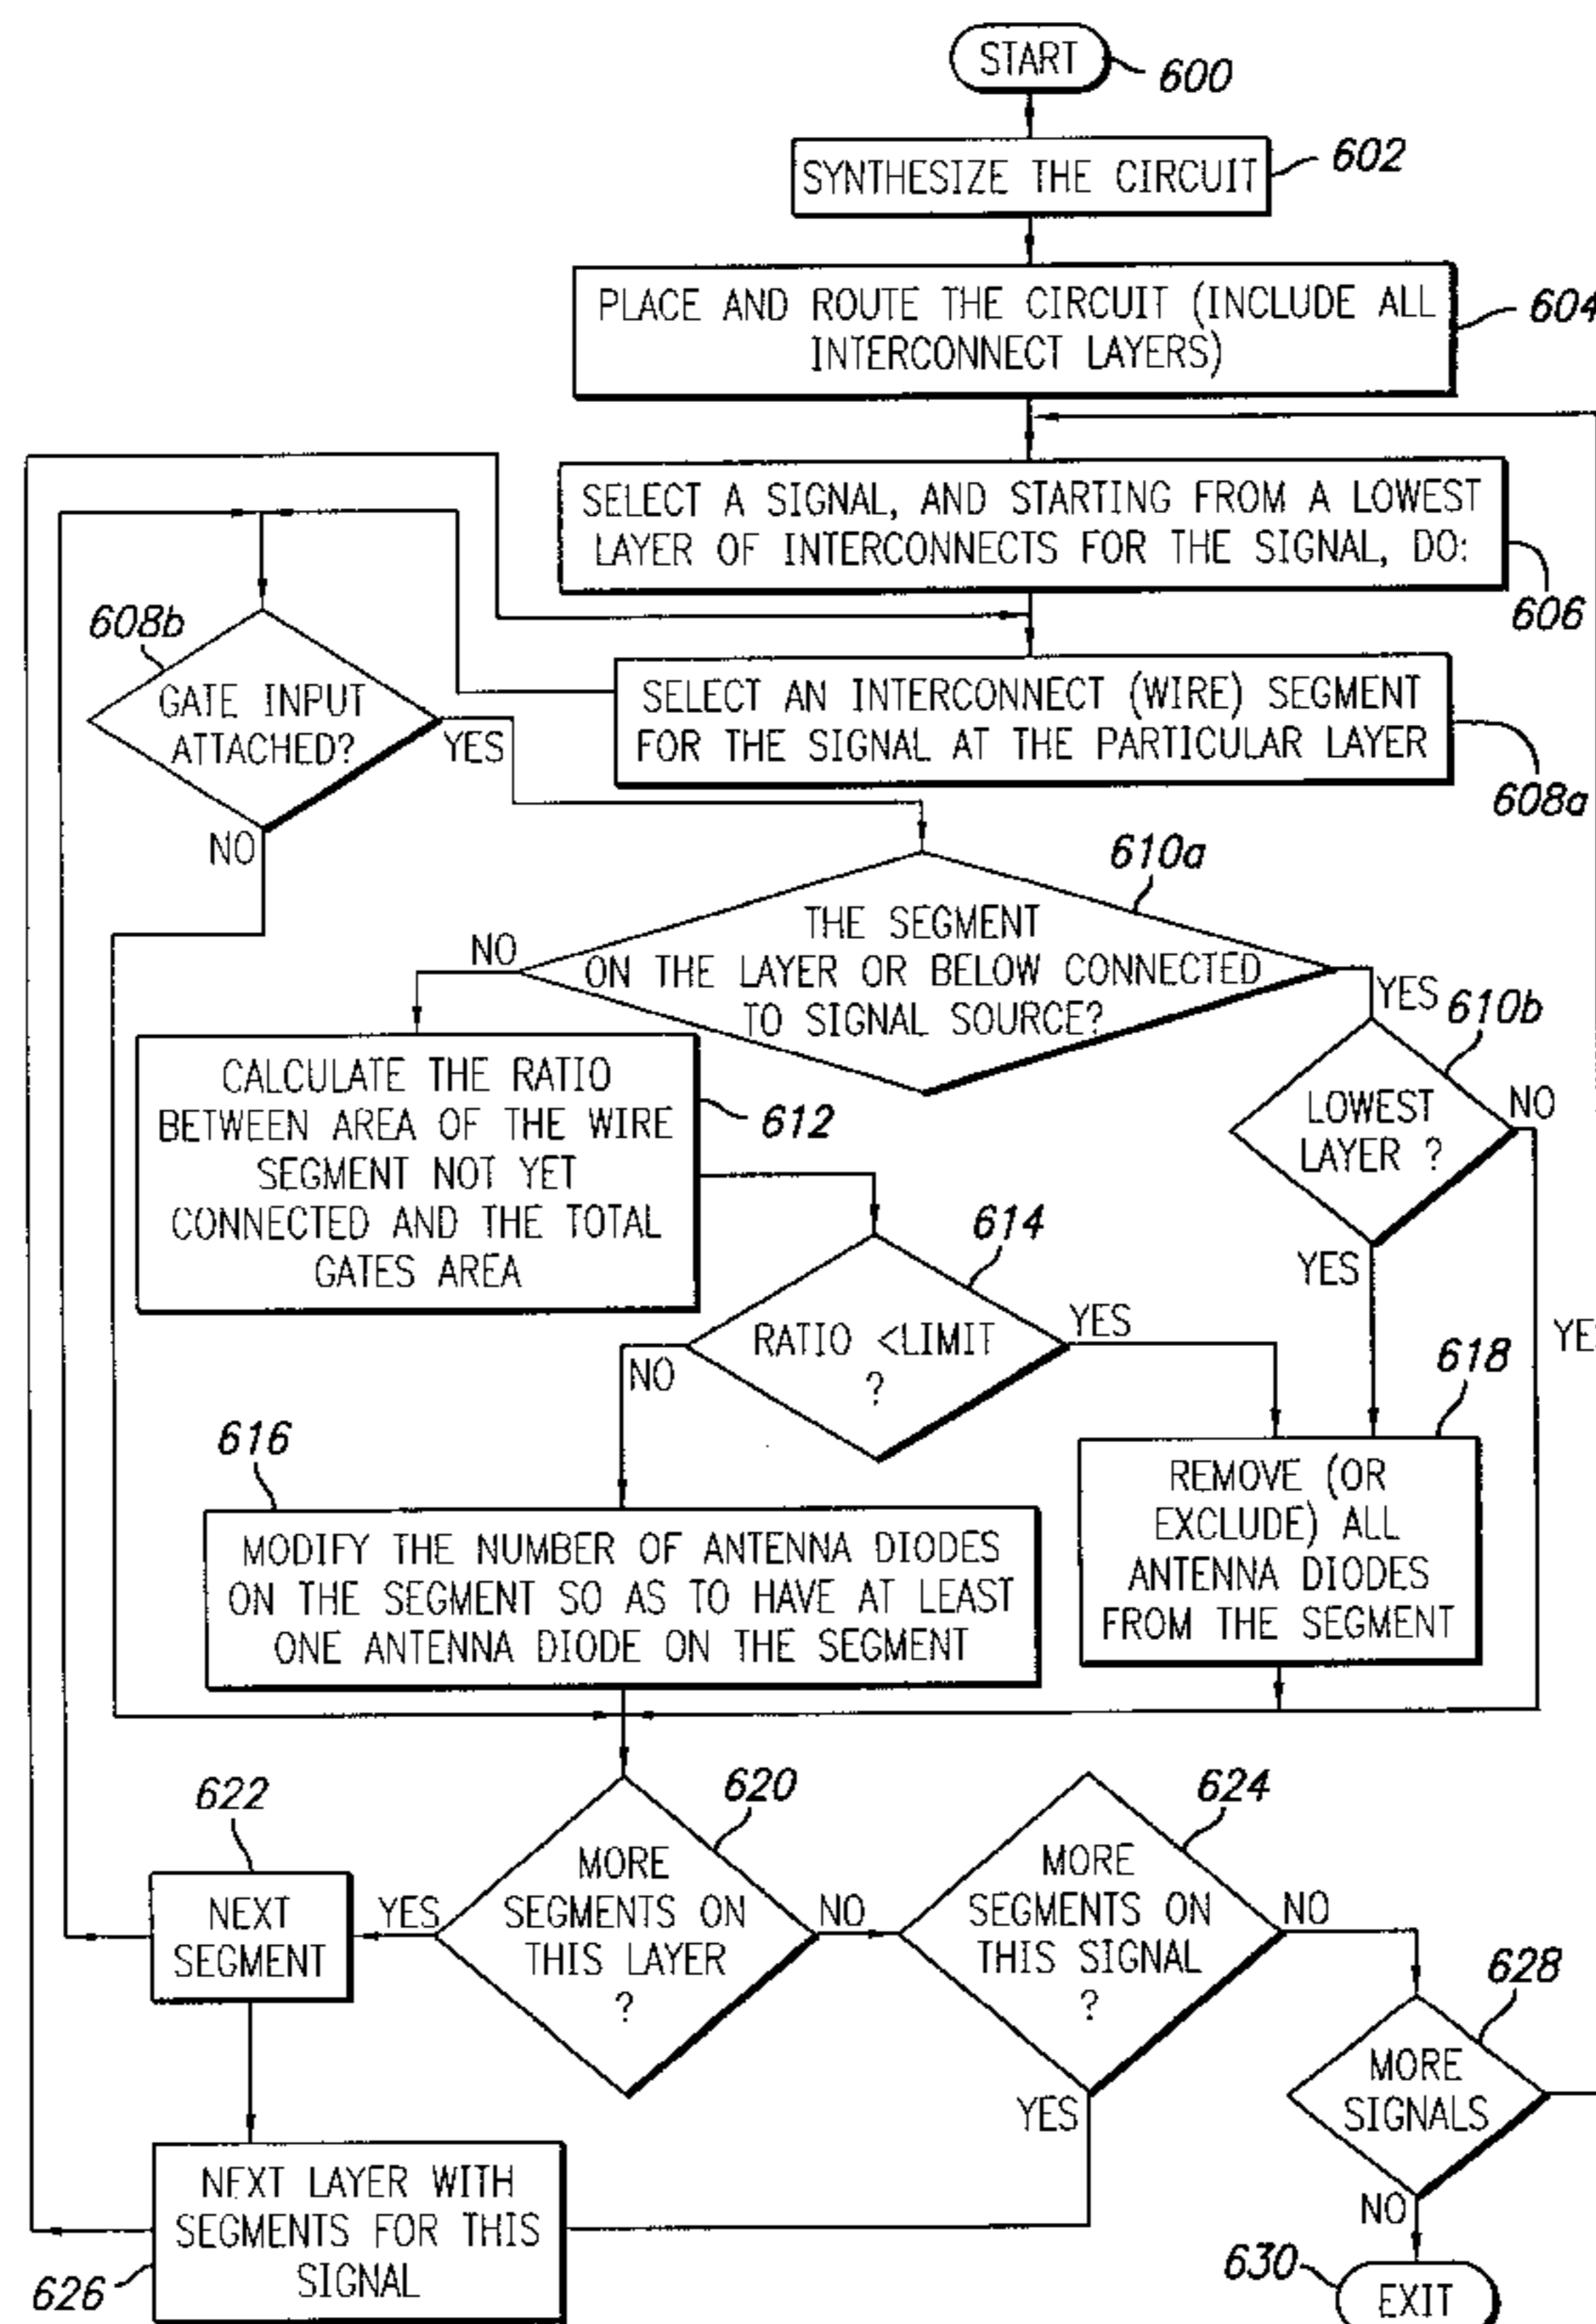 START
600
SYNTHESIZE THE CIRCUIT
602
PLACE AND ROUTE THE CIRCUIT (INCLUDE ALL
INTERCONNECT LAYERS)
604
SELECT A SIGNAL, AND STARTING FROM A LOWEST
LAYER OF INTERCONNECTS FOR THE SIGNAL, DO:
606
608b
GATE INPUT
ATTACHED?
YES
NO
SELECT AN INTERCONNECT (WIRE) SEGMENT
FOR THE SIGNAL AT THE PARTICULAR LAYER
608a
610a
THE SEGMENT
ON THE LAYER OR BELOW CONNECTED
TO SIGNAL SOURCE?
NO
YES
610b
LOWEST
LAYER ?
NO
YES
CALCULATE THE RATIO
BETWEEN AREA OF THE WIRE
SEGMENT NOT YET
CONNECTED AND THE TOTAL
GATES AREA
612
614
RATIO <LIMIT
?
YES
NO
616
MODIFY THE NUMBER OF ANTENNA DIODES
ON THE SEGMENT SO AS TO HAVE AT LEAST
ONE ANTENNA DIODE ON THE SEGMENT
618
REMOVE (OR
EXCLUDE) ALL
ANTENNA DIODES
FROM THE SEGMENT
620
MORE
SEGMENTS ON
THIS LAYER
?
YES
NO
622
NEXT
SEGMENT
624
MORE
SEGMENTS ON
THIS SIGNAL
?
NO
YES
NEXT LAYER WITH
SEGMENTS FOR THIS
SIGNAL
626
628
MORE
SIGNALS
NO
630
EXIT